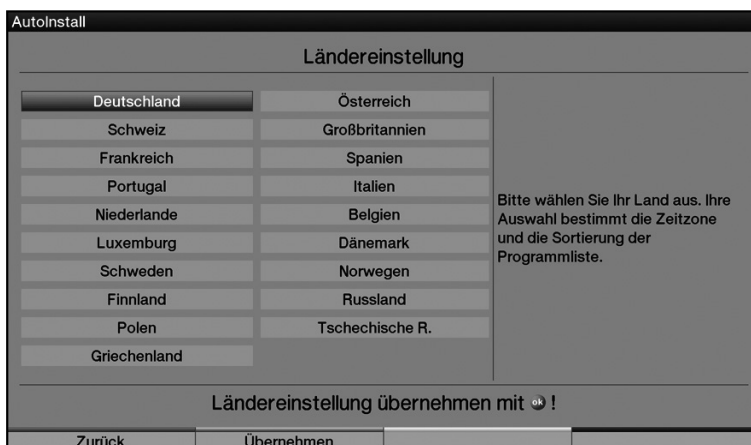 AutoInstall
Ländereinstellung
Deutschland Österreich
Schweiz Großbritannien
Frankreich Spanien
Portugal Italien
Niederlande Belgien
Luxemburg Dänemark
Schweden Norwegen
Finnland Russland
Polen Tschechische R.
Griechenland
Bitte wählen Sie Ihr Land aus. Ihre
Auswahl bestimmt die Zeitzone
und die Sortierung der
Programmliste.
Ländereinstellung übernehmen mit ok !
Zurück Übernehmen